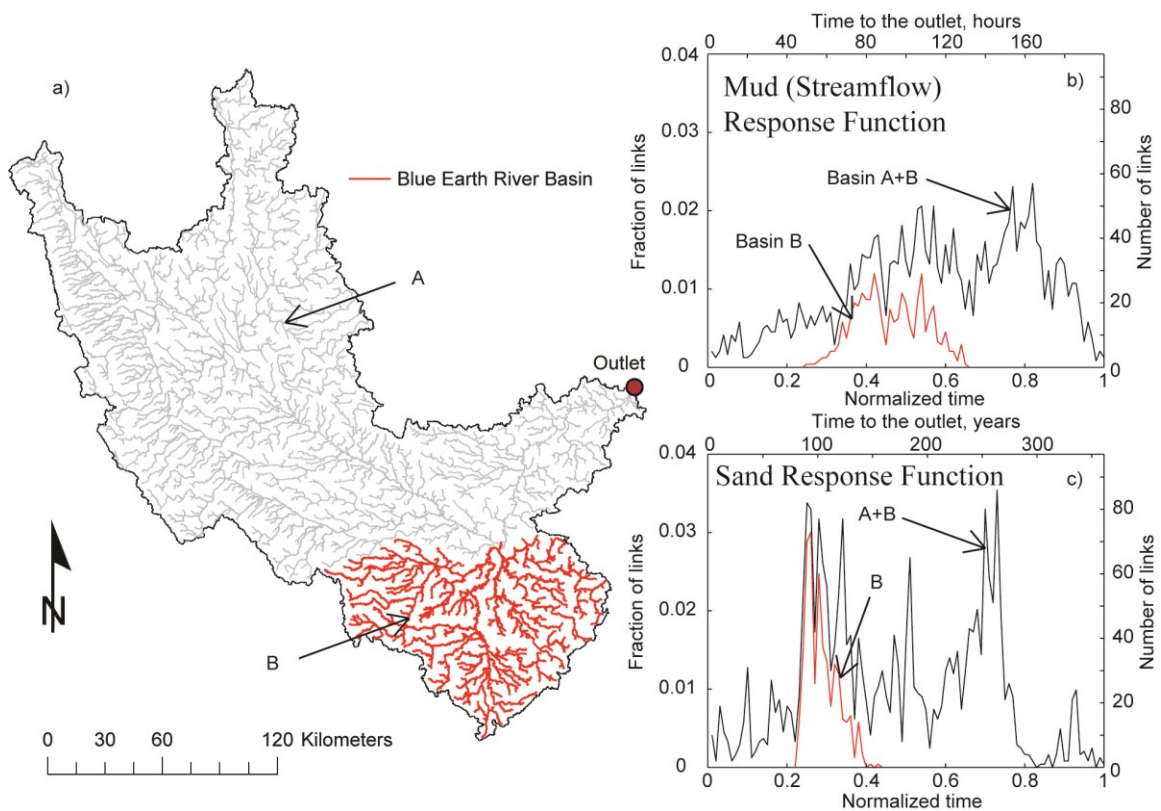 a)
Blue Earth River Basin
A
Outlet
B
N
0 30 60 120 Kilometers
Time to the outlet, hours
0 40 80 120 160
b)
Mud (Streamflow)
Response Function
Basin A+B
Basin B
Fraction of links
0.04
0.03
0.02
0.01
0
Number of links
80
60
40
20
0
0 0.2 0.4 0.6 0.8 1
Normalized time
Time to the outlet, years
0 100 200 300
c)
Sand Response Function
A+B
B
Fraction of links
0.04
0.03
0.02
0.01
0
Number of links
80
60
40
20
0
0 0.2 0.4 0.6 0.8 1
Normalized time